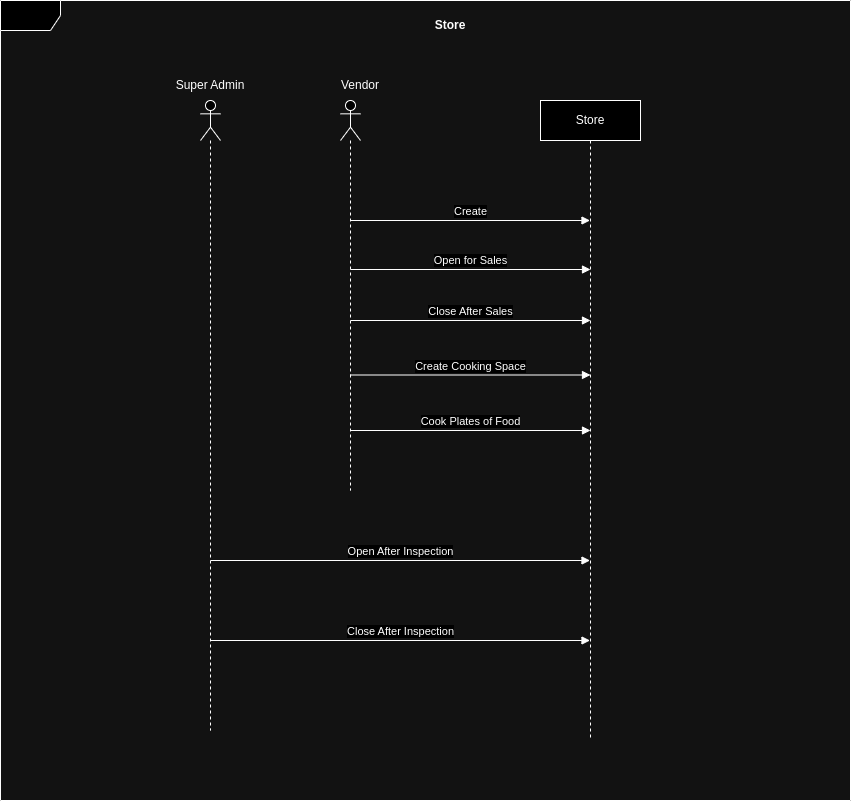 Store
Super Admin
Vendor
Store
Create
Open for Sales
Close After Sales
Create Cooking Space
Cook Plates of Food
Open After Inspection
Close After Inspection